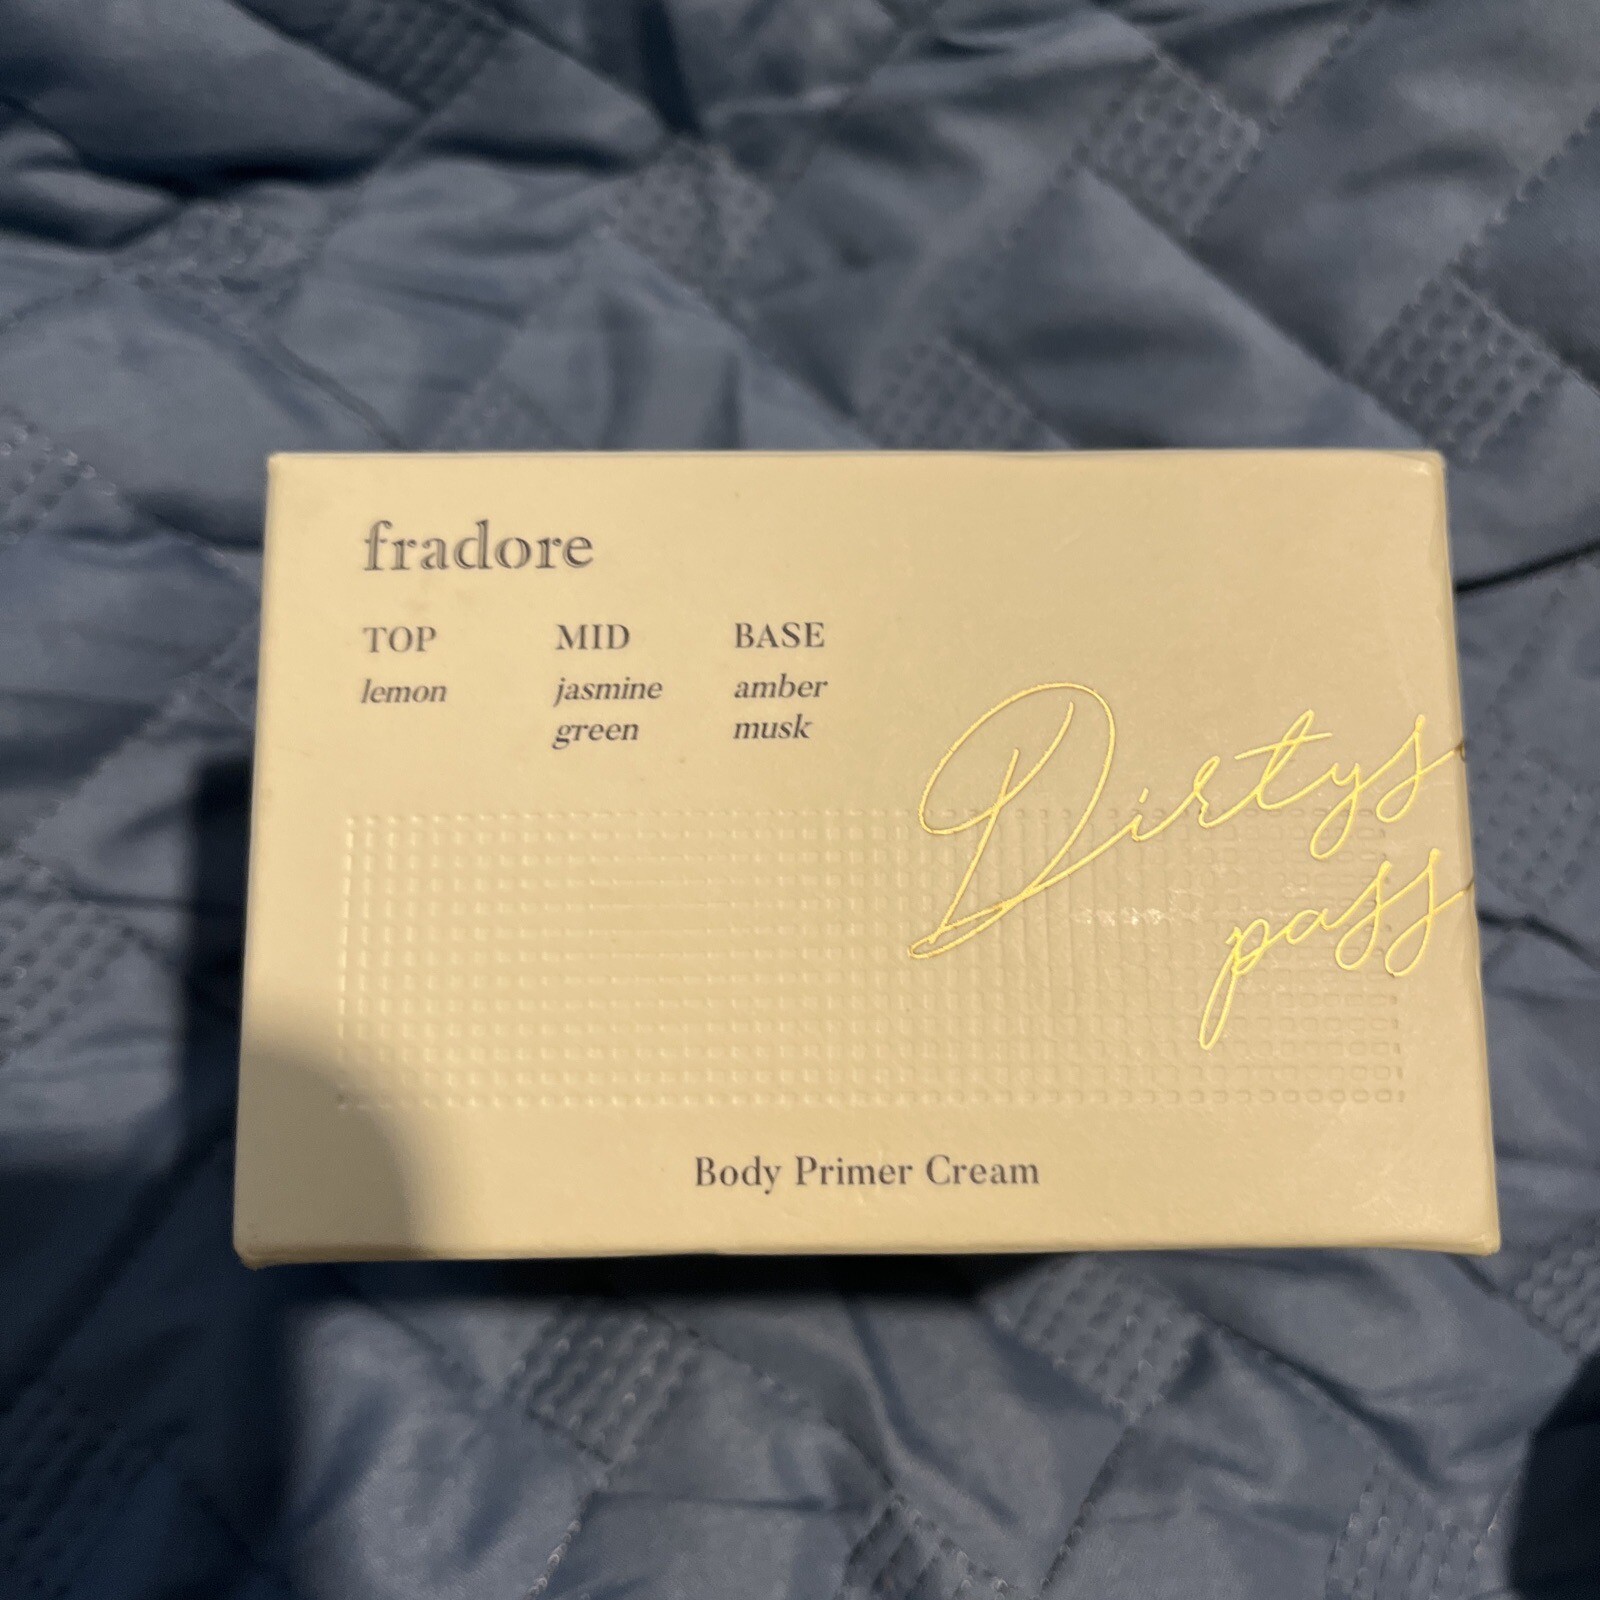 fradore
TOP MID BASE
lemon jasmine amber
green musk
Dirtys
pass
Body Primer Cream